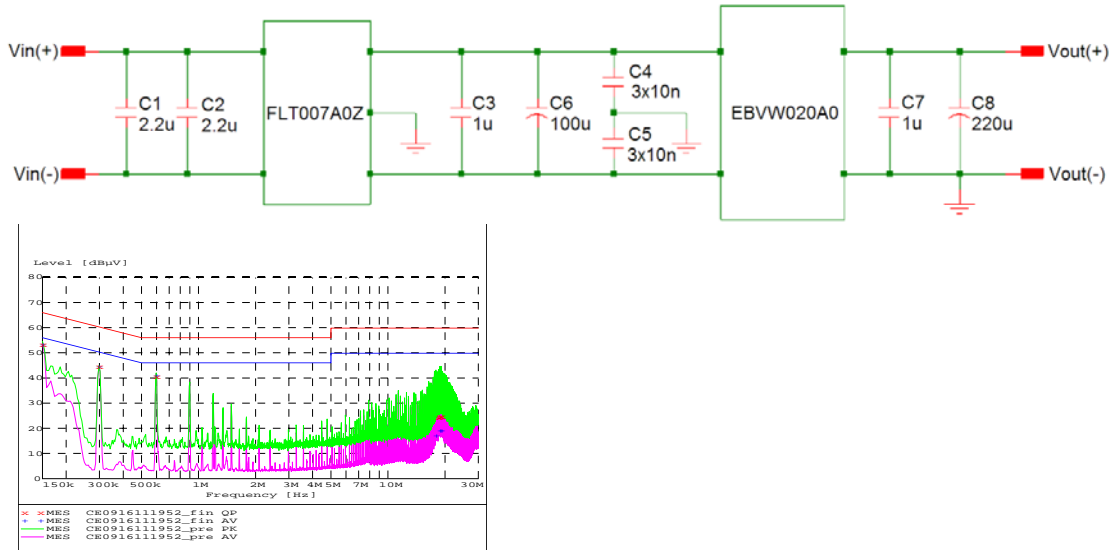 Vin(+)
Vin(-)
C1
2.2u
C2
2.2u
FLT007A0Z
C3
1u
C6
100u
C4
3x10n
C5
3x10n
EBVW020A0
C7
1u
C8
220u
Vout(+)
Vout(-)
Level [dBµV]
80
70
60
50
40
30
20
10
0
150k 300k 500k 1M 2M 3M 4M 5M 7M 10M 30M
Frequency [Hz]
x x MES CE0916111952_fin QP
+ + MES CE0916111952_fin AV
MES CE0916111952_pre PK
MES CE0916111952_pre AV